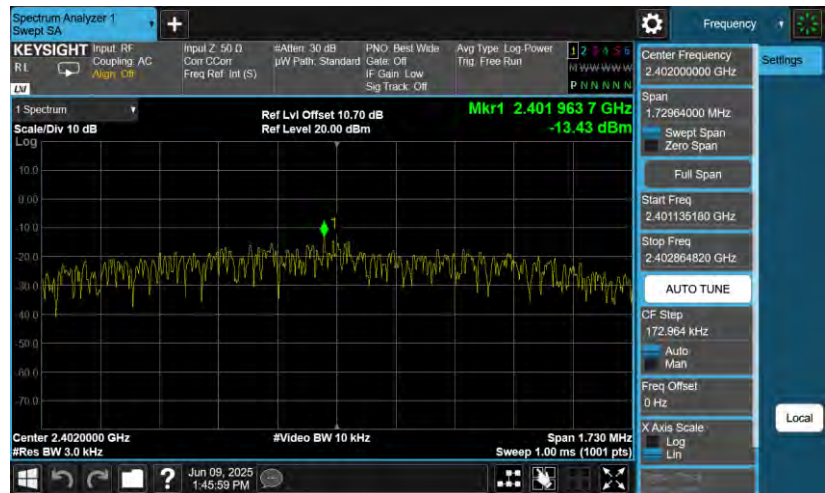 Spectrum Analyzer 1
Swept SA
Frequency
KEYSIGHT
RL
LXI
Input: RF
Coupling: AC
Align: Off
Input Z: 50 Ω
Corr CCorr
Freq Ref: Int (S)
#Atten: 30 dB
µW Path: Standard
PNO: Best Wide
Gate: Off
IF Gain: Low
Sig Track: Off
Avg Type: Log-Power
Trig: Free Run
1 2 3 4 5 6
M W W W W W
P N N N N N
1 Spectrum
Scale/Div 10 dB
Log
Ref Lvl Offset 10.70 dB
Ref Level 20.00 dBm
Mkr1 2.401 963 7 GHz
-13.43 dBm
10.0
0.00
-10.0
-20.0
-30.0
-40.0
-50.0
-60.0
-70.0
1
Center 2.4020000 GHz
#Res BW 3.0 kHz
#Video BW 10 kHz
Span 1.730 MHz
Sweep 1.00 ms (1001 pts)
Jun 09, 2025
1:45:59 PM
Center Frequency
2.402000000 GHz
Settings
Span
1.72964000 MHz
Swept Span
Zero Span
Full Span
Start Freq
2.401135180 GHz
Stop Freq
2.402864820 GHz
AUTO TUNE
CF Step
172.964 kHz
Auto
Man
Freq Offset
0 Hz
X Axis Scale
Log
Lin
Local